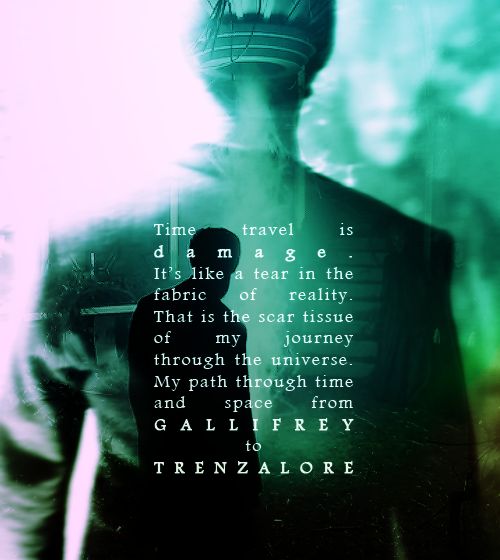 Time travel is
damage.
It's like a tear in the
fabric of reality.
That is the scar tissue
of my journey
through the universe.
My path through time
and space from
GALLIFREY
to
TRENZALORE